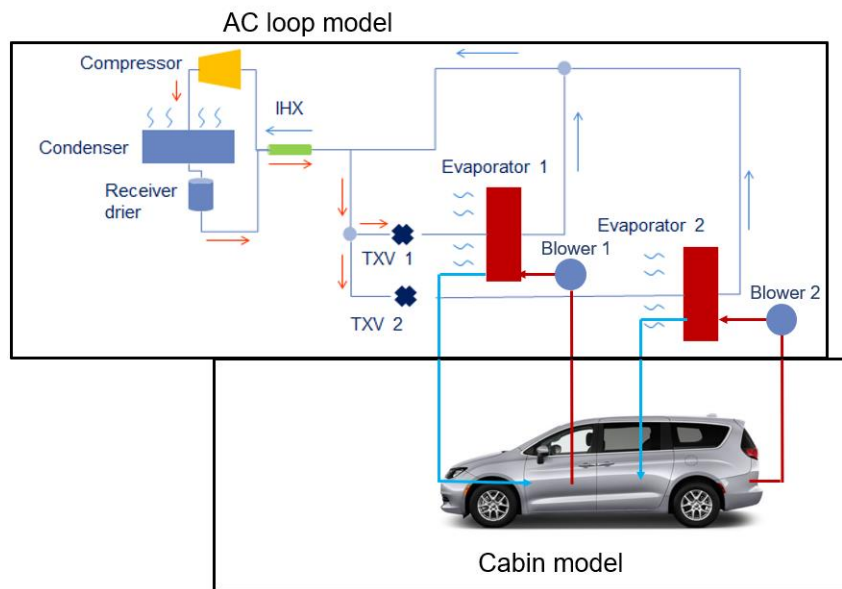 AC loop model
Compressor
IHX
Condenser
Receiver
drier
Evaporator 1
Evaporator 2
TXV 1
Blower 1
Blower 2
TXV 2
Cabin model